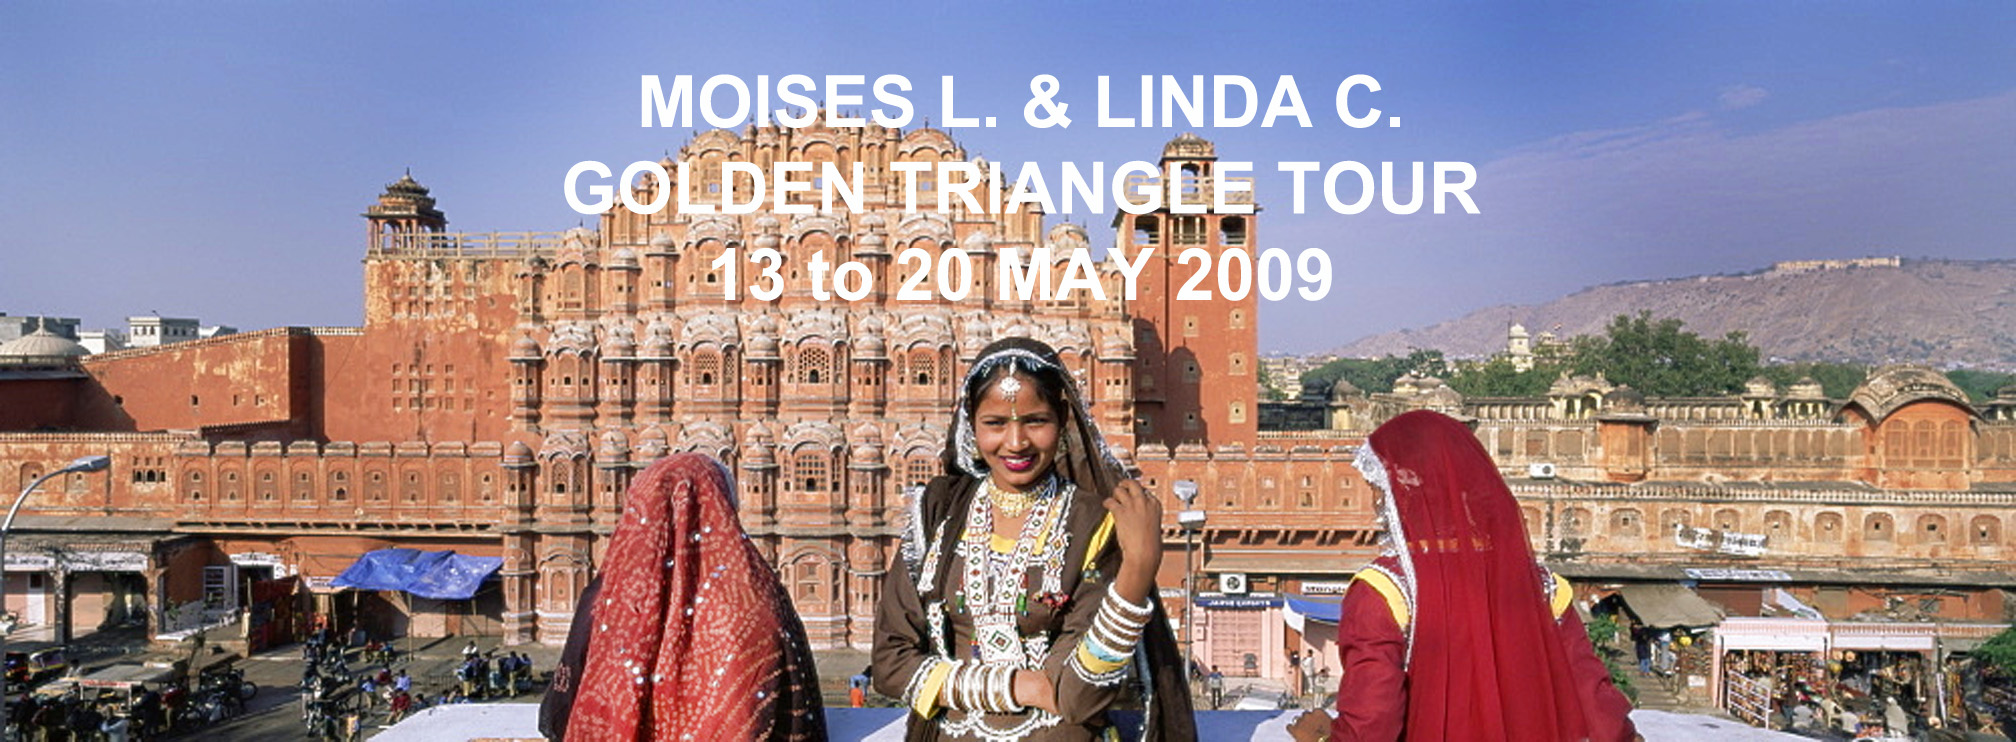 MOISES L. & LINDA C.
GOLDEN TRIANGLE TOUR
13 to 20 MAY 2009